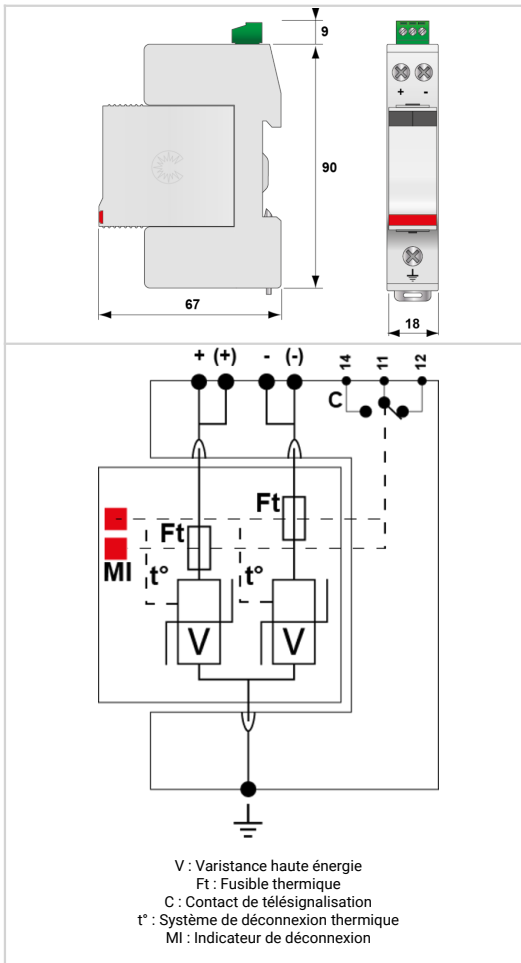 9
+ -
90
67
18
+ (+) - (-) 14 11 12
C
Ft
Ft
MI t° t°
V V
V : Varistance haute énergie
Ft : Fusible thermique
C : Contact de télésignalisation
t° : Système de déconnexion thermique
MI : Indicateur de déconnexion